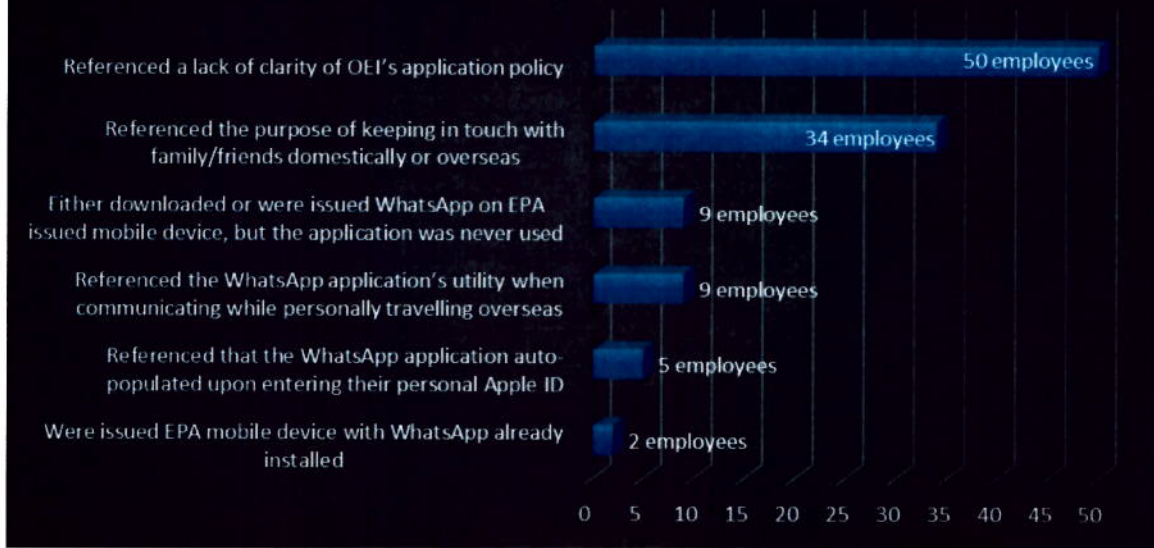 Referenced a lack of clarity of OEI's application policy
50 employees
Referenced the purpose of keeping in touch with
family/friends domestically or overseas
34 employees
Either downloaded or were issued WhatsApp on EPA
issued mobile device, but the application was never used
9 employees
Referenced the WhatsApp application's utility when
communicating while personally travelling overseas
9 employees
Referenced that the WhatsApp application auto-
populated upon entering their personal Apple ID
5 employees
Were issued EPA mobile device with WhatsApp already
installed
2 employees
0 5 10 15 20 25 30 35 40 45 50